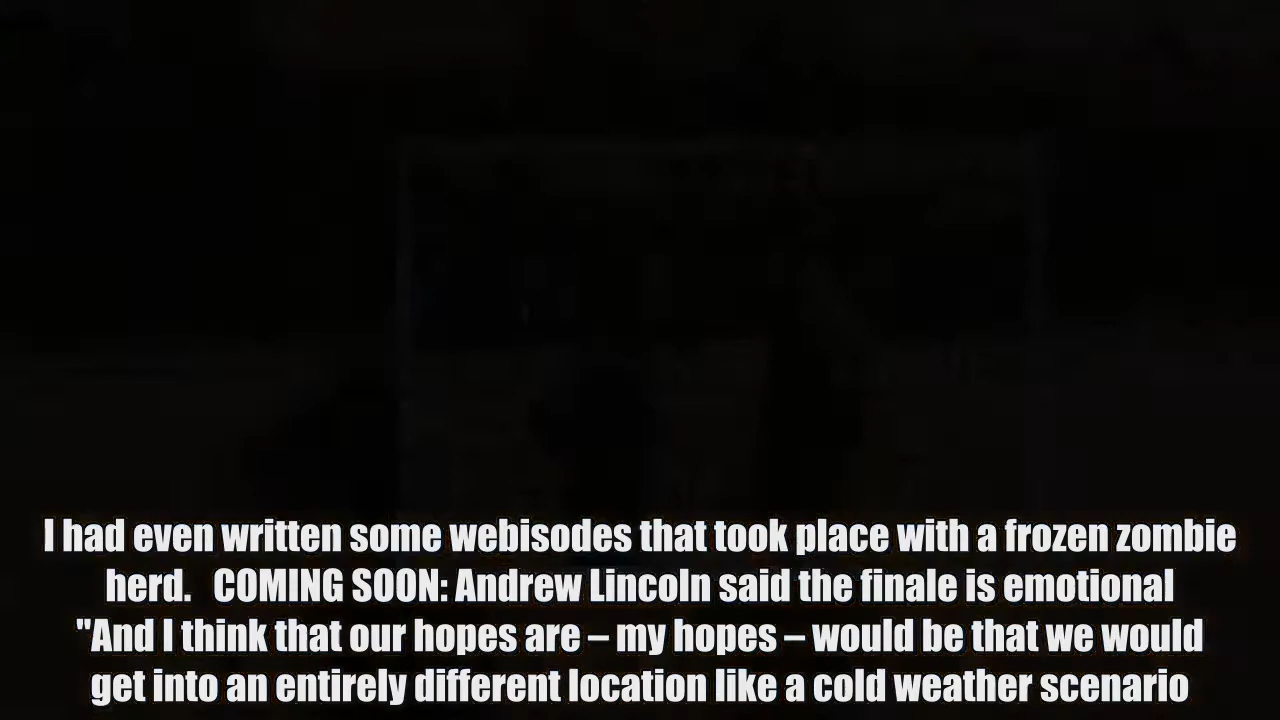 I had even written some webisodes that took place with a frozen zombie
herd.   COMING SOON: Andrew Lincoln said the finale is emotional
"And I think that our hopes are – my hopes – would be that we would
get into an entirely different location like a cold weather scenario